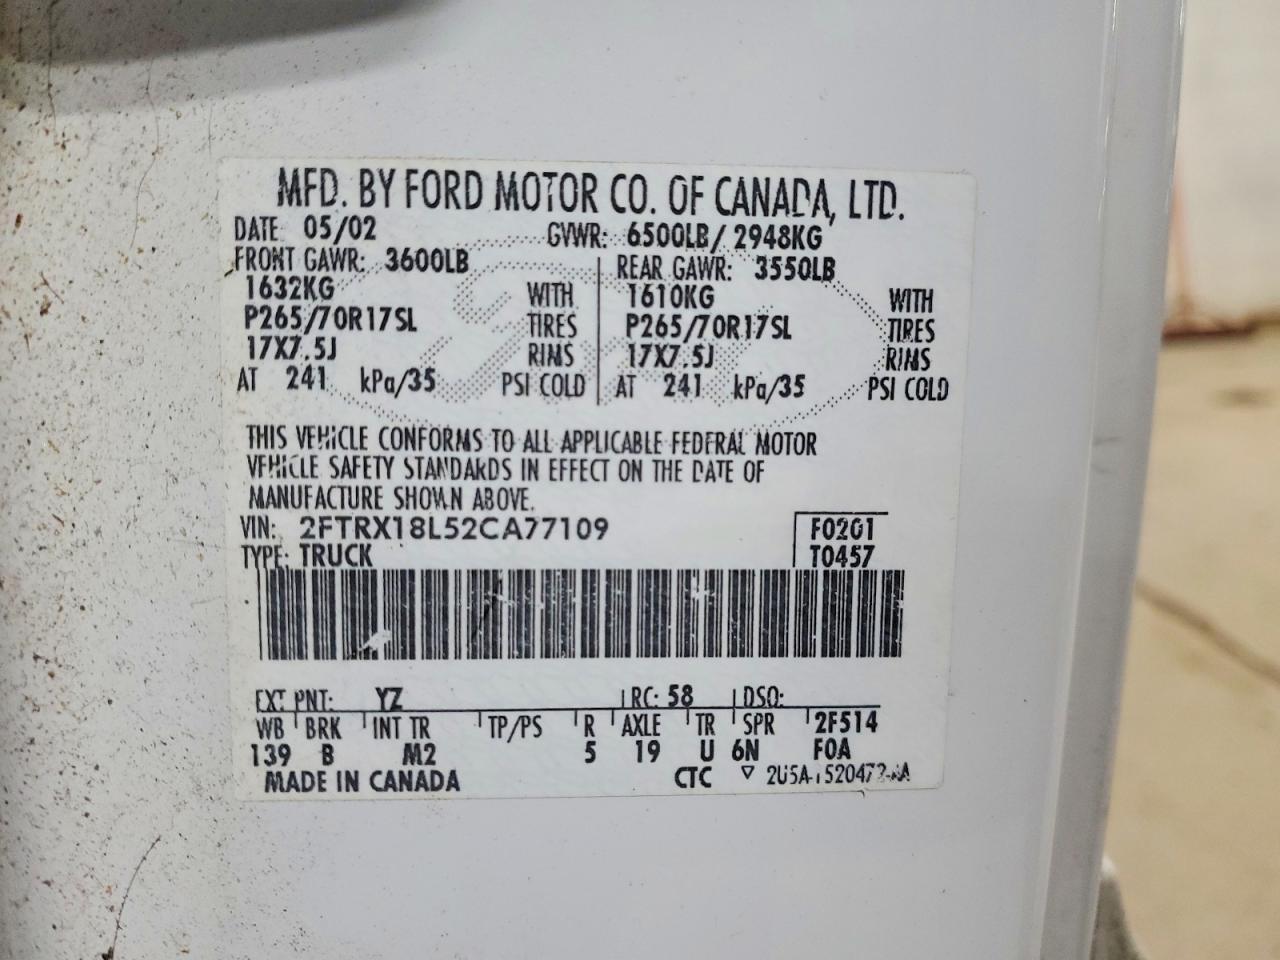 MFD. BY FORD MOTOR CO. OF CANADA, LTD.
DATE 05/02 GVWR: 6500LB/ 2948KG
FRONT GAWR: 3600LB REAR GAWR: 3550LB
1632KG WITH 1610KG WITH
P265/70R17SL TIRES P265/70R17SL TIRES
17X7.5J RIMS 17X7.5J RIMS
AT 241 kPa/35 PSI COLD AT 241 kPa/35 PSI COLD
THIS VEHICLE CONFORMS TO ALL APPLICABLE FEDERAL MOTOR
VEHICLE SAFETY STANDARDS IN EFFECT ON THE DATE OF
MANUFACTURE SHOWN ABOVE.
VIN: 2FTRX18L52CA77109 F0201
TYPE: TRUCK T0457
EXT PNT: YZ RC: 58 DSO:
WB BRK INT TR TP/PS R AXLE TR SPR 2F514
139 B M2 5 19 U 6N F0A
MADE IN CANADA CTC